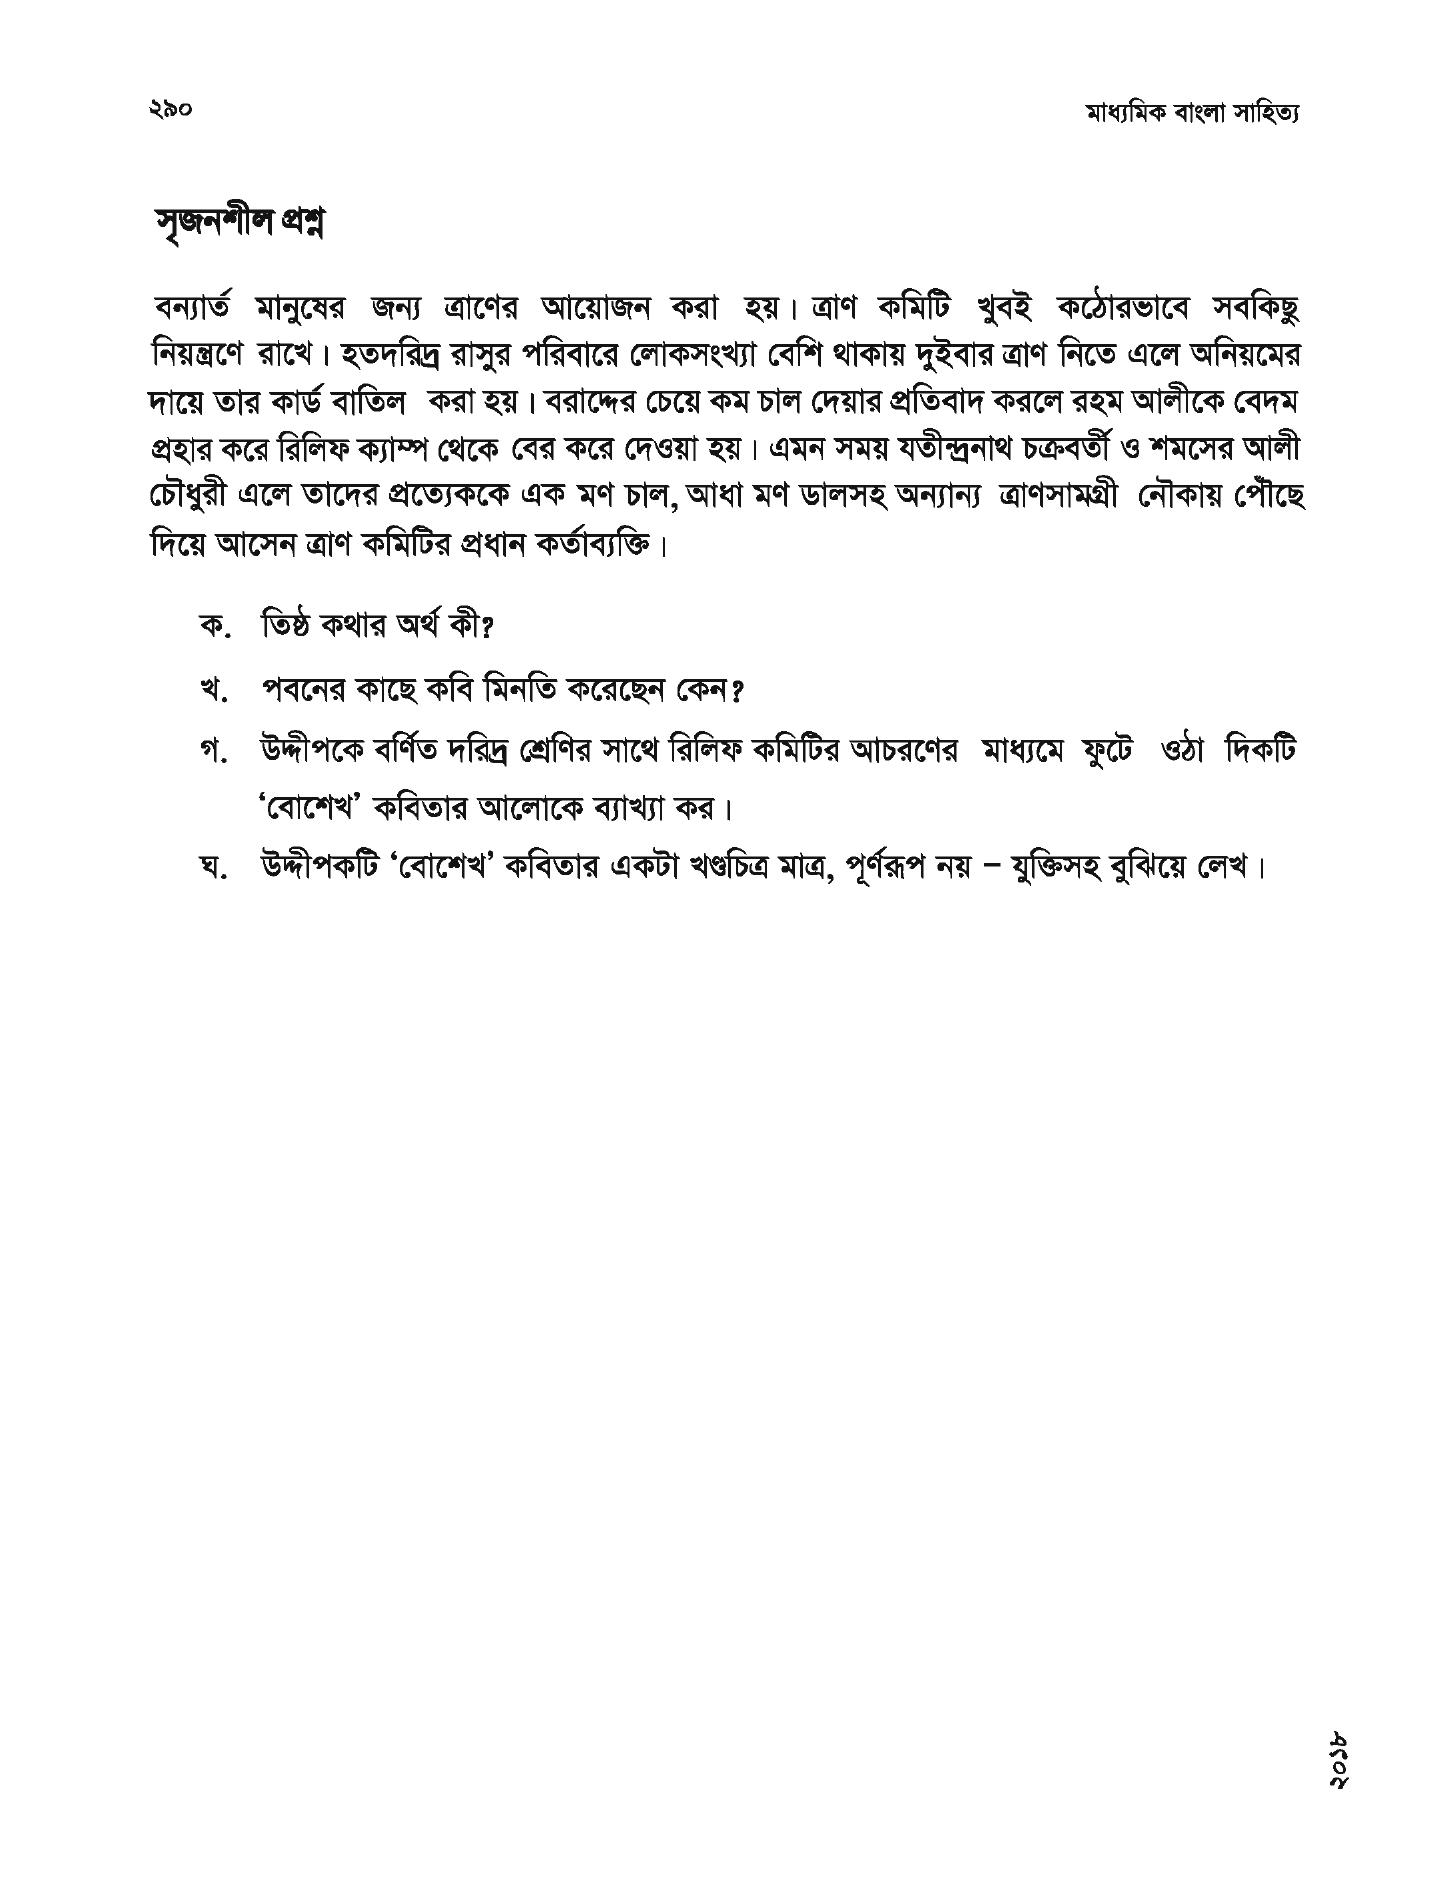 ২৯০
মাধ্যমিক বাংলা সাহিত্য
সৃজনশীল প্রশ্ন
বন্যার্ত মানুষের জন্য ত্রাণের আয়োজন করা হয়। ত্রাণ কমিটি খুবই কঠোরভাবে সবকিছু
নিয়ন্ত্রণে রাখে। হতদরিদ্র রাসুর পরিবারে লোকসংখ্যা বেশি থাকায় দুইবার ত্রাণ নিতে এলে অনিয়মের
দায়ে তার কার্ড বাতিল করা হয়। বরাদ্দের চেয়ে কম চাল দেয়ার প্রতিবাদ করলে রহম আলীকে বেদম
প্রহার করে রিলিফ ক্যাম্প থেকে বের করে দেওয়া হয়। এমন সময় যতীন্দ্রনাথ চক্রবর্তী ও শমসের আলী
চৌধুরী এলে তাদের প্রত্যেককে এক মণ চাল, আধা মণ ডালসহ অন্যান্য ত্রাণসামগ্রী নৌকায় পৌঁছে
দিয়ে আসেন ত্রাণ কমিটির প্রধান কর্তাব্যক্তি।
ক. তিষ্ঠ কথার অর্থ কী?
খ. পবনের কাছে কবি মিনতি করেছেন কেন?
গ. উদ্দীপকে বর্ণিত দরিদ্র শ্রেণির সাথে রিলিফ কমিটির আচরণের মাধ্যমে ফুটে ওঠা দিকটি
‘বোশেখ’ কবিতার আলোকে ব্যাখ্যা কর।
ঘ. উদ্দীপকটি ‘বোশেখ’ কবিতার একটা খণ্ডচিত্র মাত্র, পূর্ণরূপ নয় – যুক্তিসহ বুঝিয়ে লেখ।
২০১৮